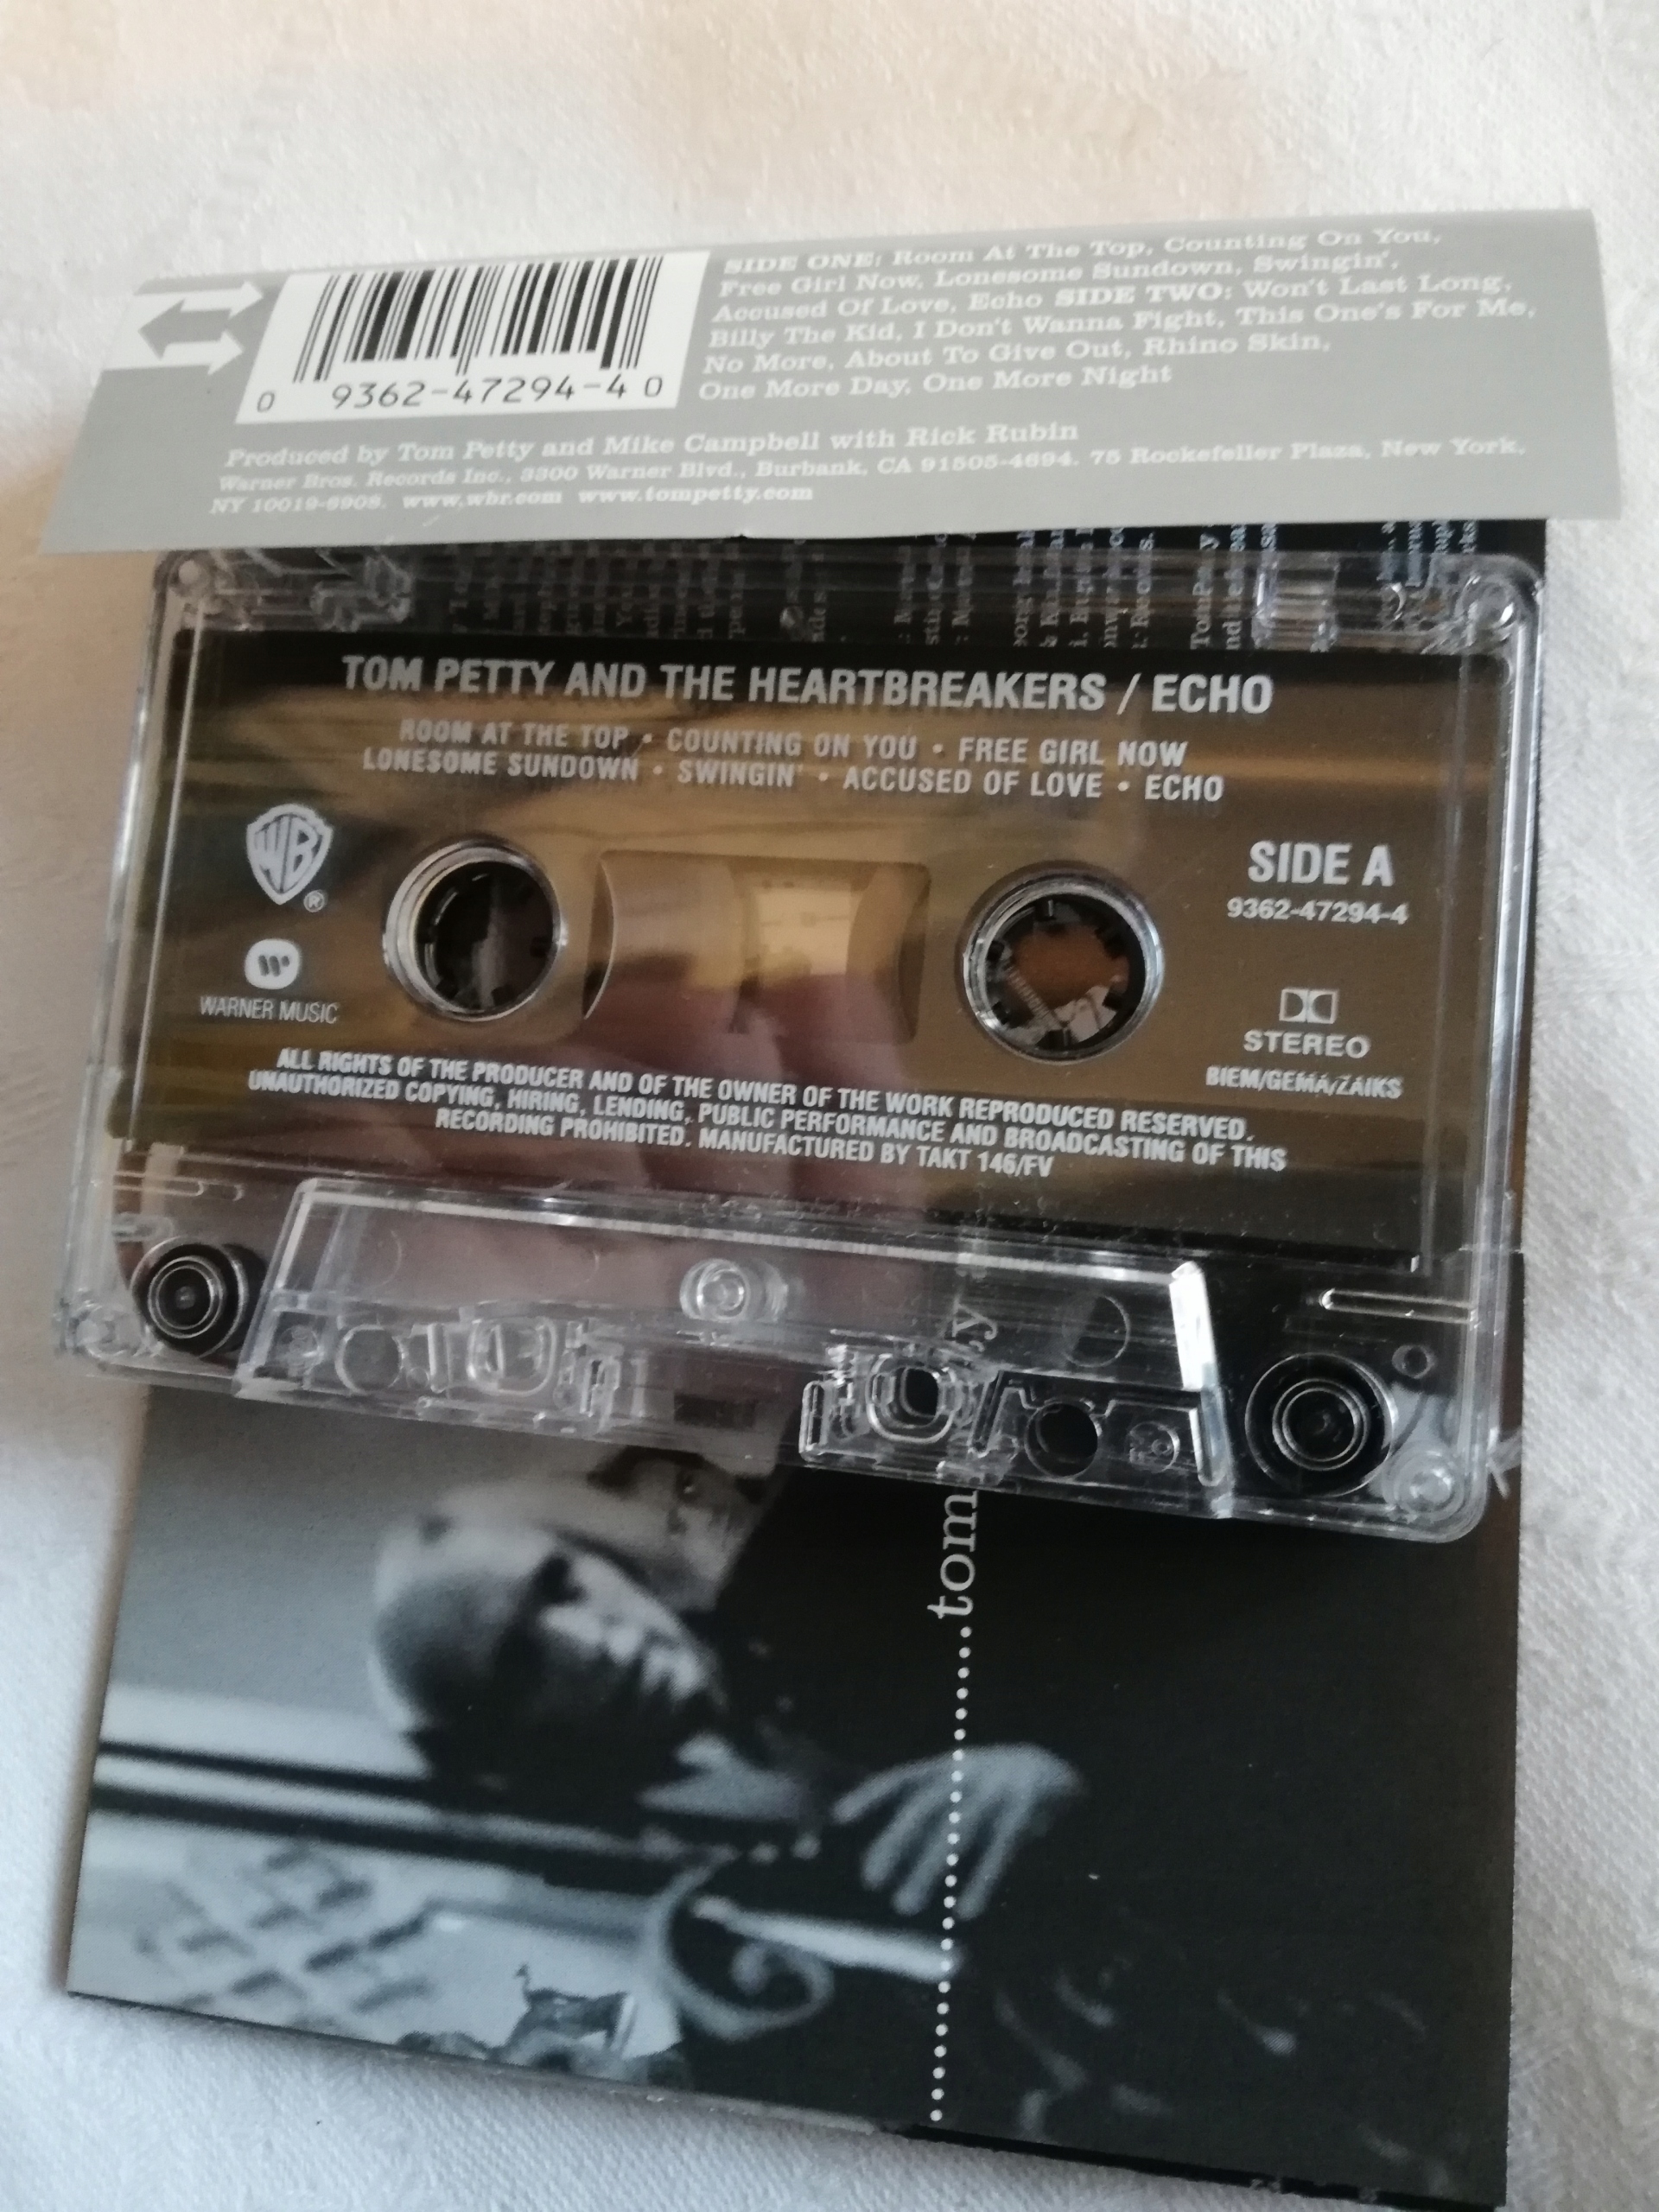 SIDE ONE: Room At The Top, Counting On You,
Free Girl Now, Lonesome Sundown, Swingin',
Accused Of Love, Echo SIDE TWO: Won't Last Long,
Billy The Kid, I Don't Wanna Fight, This One's For Me,
No More, About To Give Out, Rhino Skin,
One More Day, One More Night
0 9362-47294-4 0
Produced by Tom Petty and Mike Campbell with Rick Rubin
Warner Bros. Records Inc., 3300 Warner Blvd., Burbank, CA 91505-4694. 75 Rockefeller Plaza, New York,
NY 10019-6908. www.wbr.com www.tompetty.com
TOM PETTY AND THE HEARTBREAKERS / ECHO
ROOM AT THE TOP • COUNTING ON YOU • FREE GIRL NOW
LONESOME SUNDOWN • SWINGIN' • ACCUSED OF LOVE • ECHO
WB
®
WARNER MUSIC
SIDE A
9362-47294-4
STEREO
BIEM/GEMA/ZAIKS
ALL RIGHTS OF THE PRODUCER AND OF THE OWNER OF THE WORK REPRODUCED RESERVED.
UNAUTHORIZED COPYING, HIRING, LENDING, PUBLIC PERFORMANCE AND BROADCASTING OF THIS
RECORDING PROHIBITED. MANUFACTURED BY TAKT 146/FV
tom